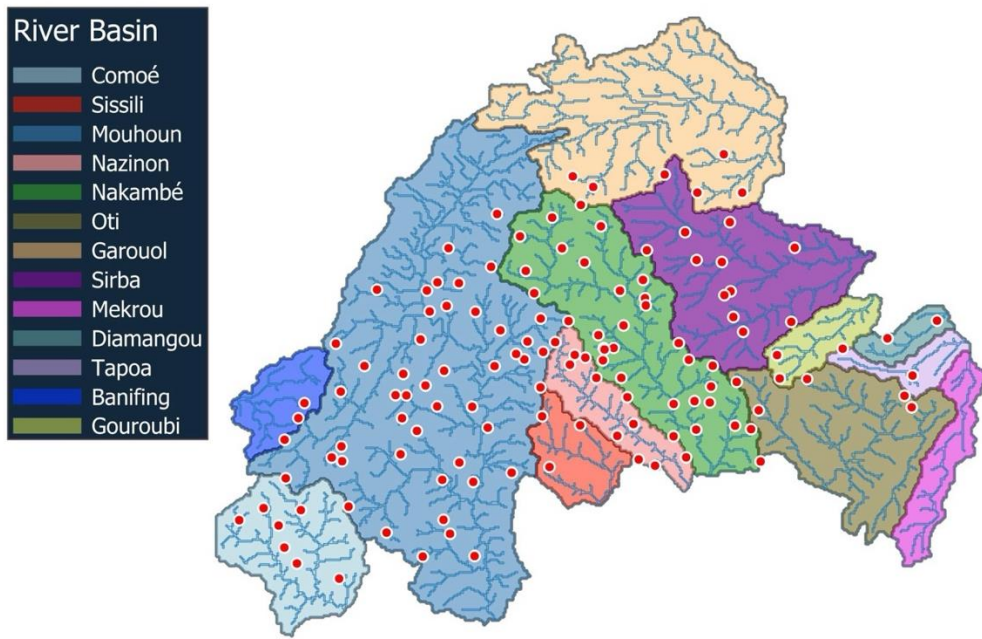 River Basin
Comoé
Sissili
Mouhoun
Nazinon
Nakambé
Oti
Garouol
Sirba
Mekrou
Diamangou
Tapoa
Banifing
Gouroubi